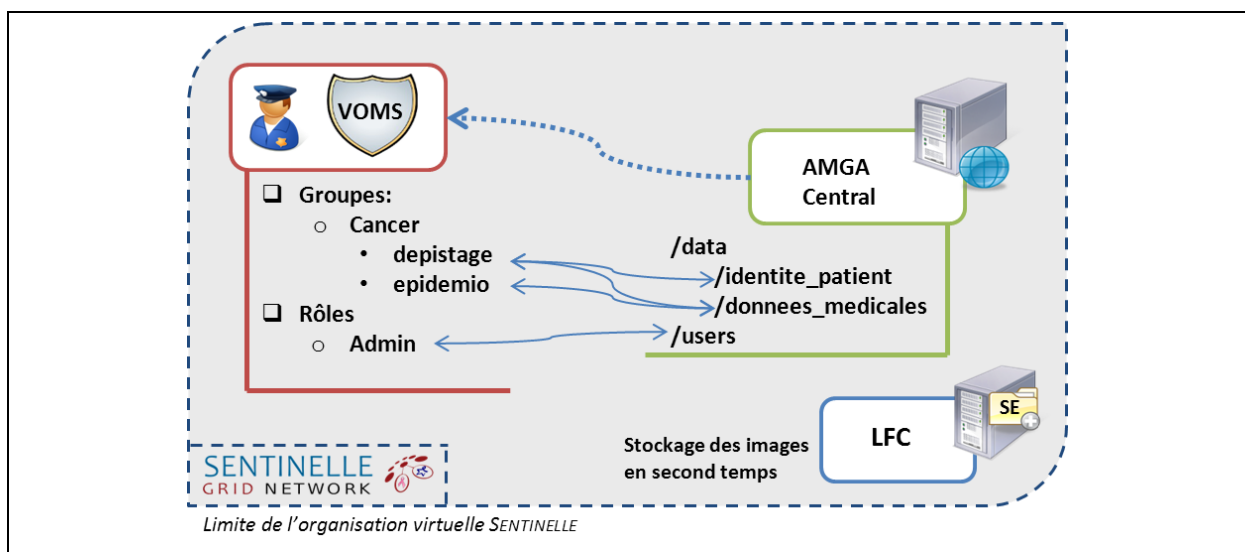 VOMS
Groupes:
Cancer
depistage
epidemio
Rôles
Admin
AMGA
Central
/data
/identite_patient
/donnees_medicales
/users
Stockage des images
en second temps
LFC
SE
SENTINELLE
GRID NETWORK
Limite de l'organisation virtuelle SENTINELLE